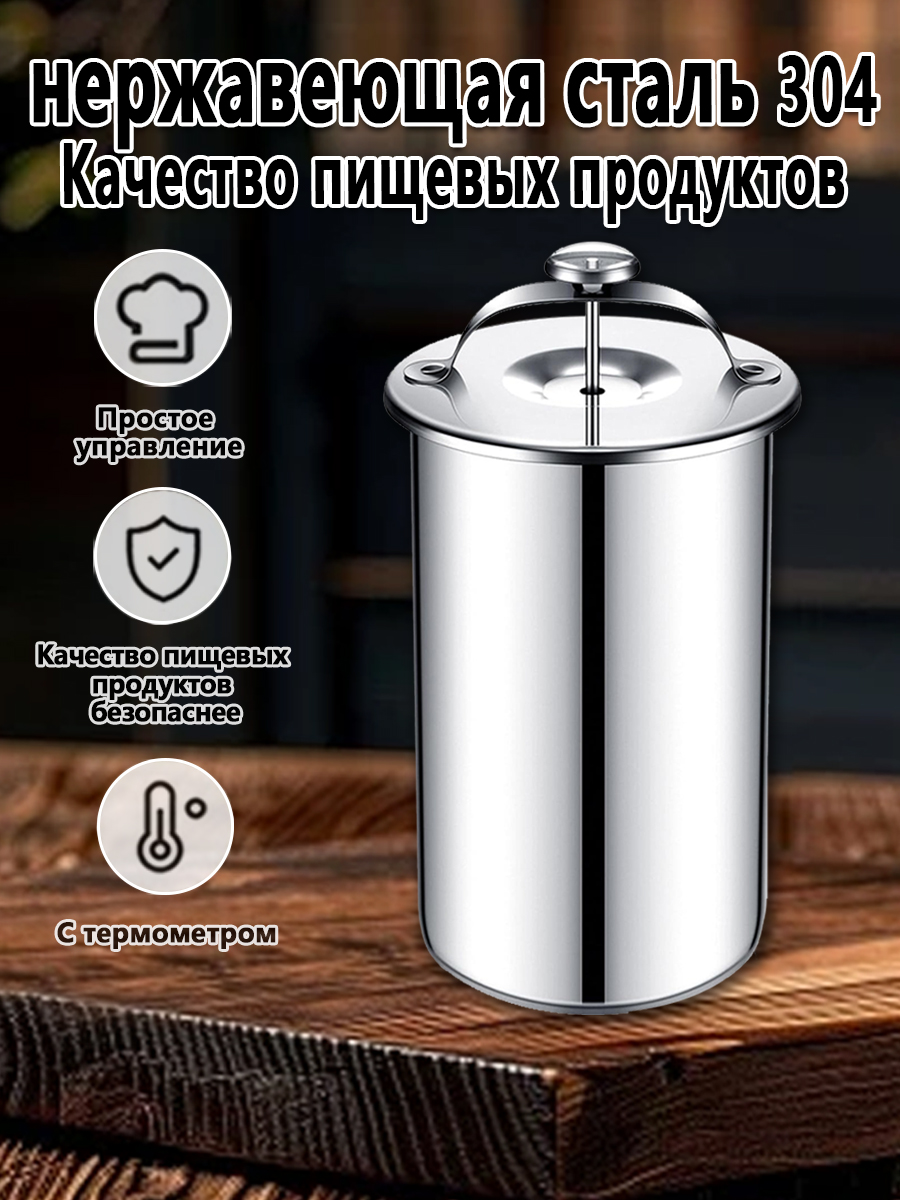 нержавеющая сталь 304
Качество пищевых продуктов
Простое
управление
Качество пищевых
продуктов
безопаснее
С термометром